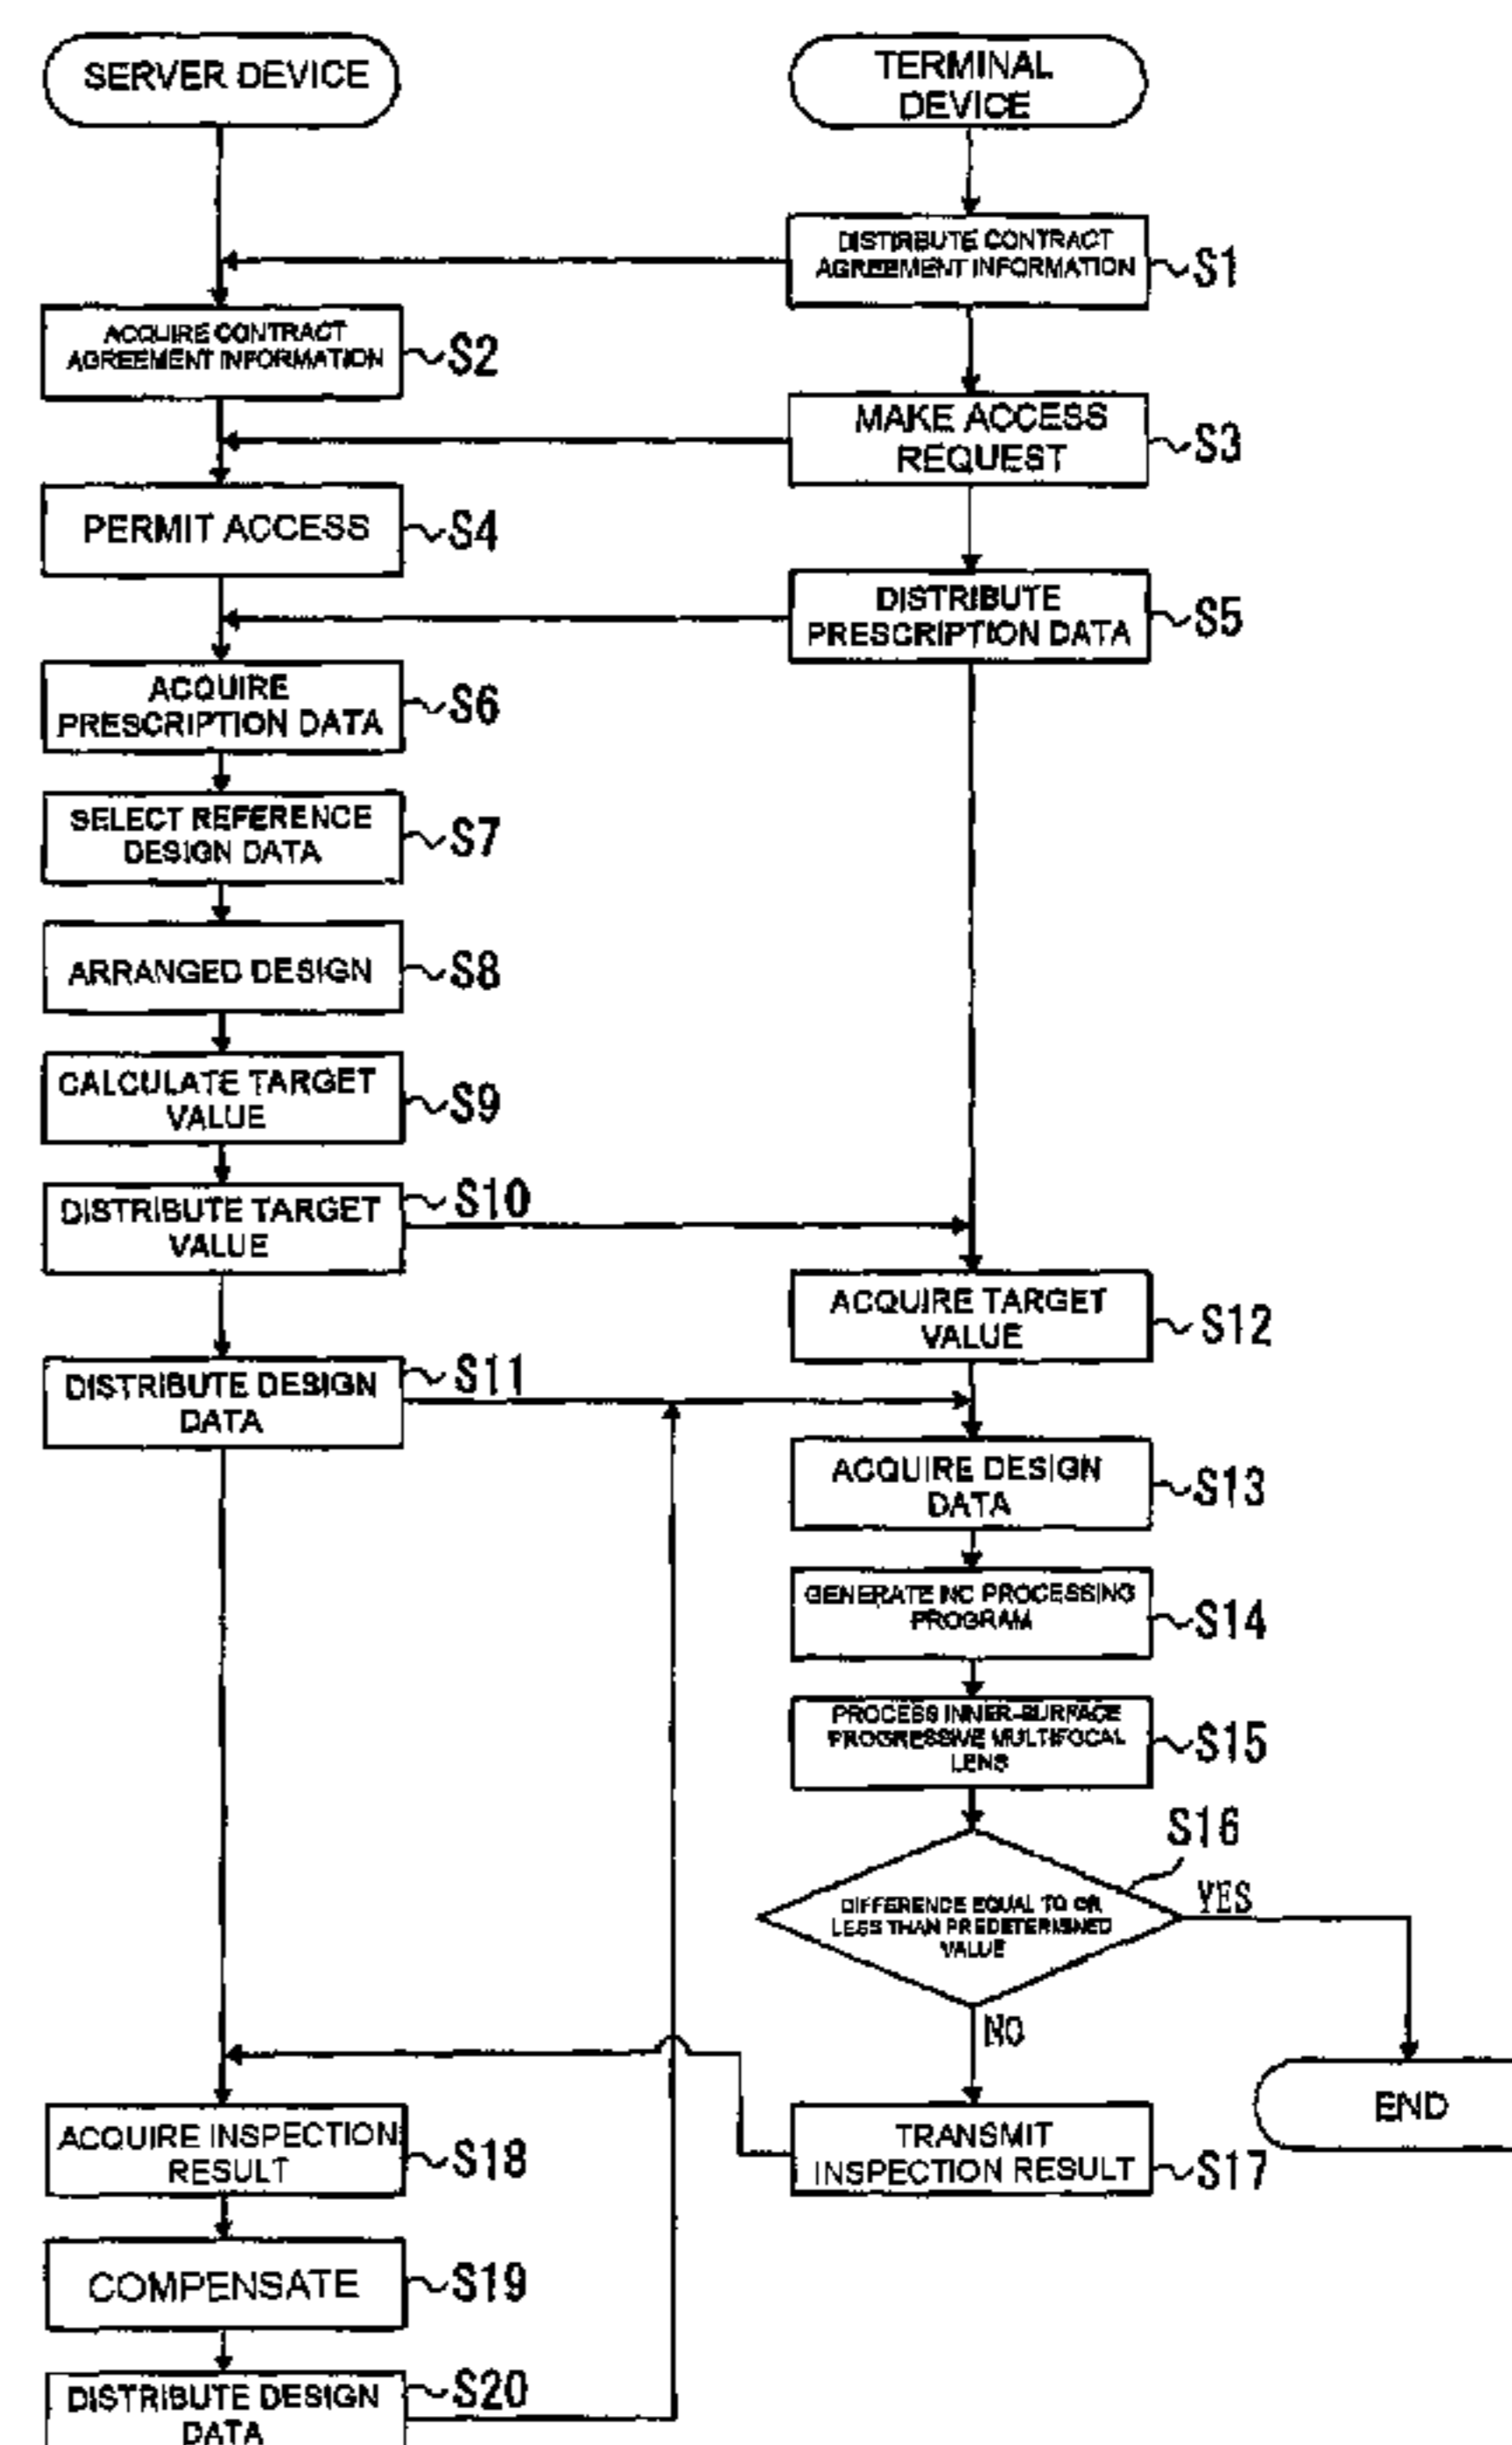 SERVER DEVICE
TERMINAL
DEVICE
DISTIRBUTE CONTRACT
AGREEMENT INFORMATION
S1
ACQUIRE CONTRACT
AGREEMENT INFORMATION
S2
MAKE ACCESS
REQUEST
S3
PERMIT ACCESS
S4
DISTRIBUTE
PRESCRIPTION DATA
S5
ACQUIRE
PRESCRIPTION DATA
S6
SELECT REFERENCE
DESIGN DATA
S7
ARRANGED DESIGN
S8
CALCULATE TARGET
VALUE
S9
DISTRIBUTE TARGET
VALUE
S10
ACQUIRE TARGET
VALUE
S12
DISTRIBUTE DESIGN
DATA
S11
ACQUIRE DESIGN
DATA
S13
GENERATE NC PROCESSING
PROGRAM
S14
PROCESS INNER-SURFACE
PROGRESSIVE MULTIFOCAL
LENS
S15
S16
DIFFERENCE EQUAL TO OR
LESS THAN PREDETERMINED
VALUE
YES
NO
END
TRANSMIT
INSPECTION RESULT
S17
ACQUIRE INSPECTION
RESULT
S18
COMPENSATE
S19
DISTRIBUTE DESIGN
DATA
S20